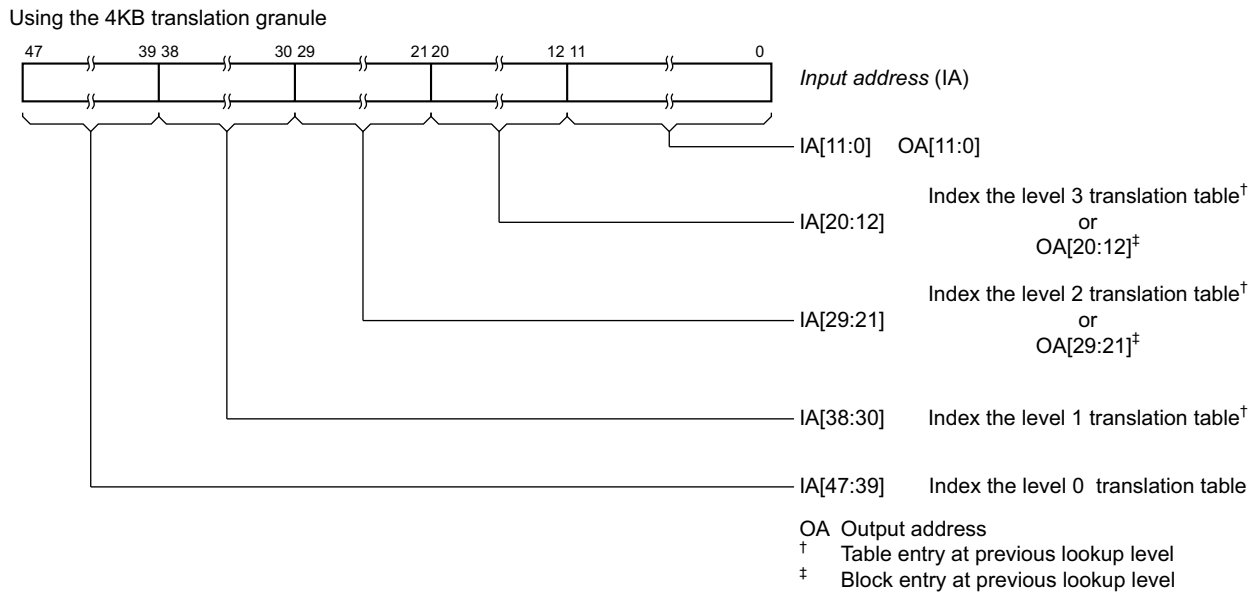 Using the 4KB translation granule
47 39 38 30 29 21 20 12 11 0
Input address (IA)
IA[11:0] OA[11:0]
Index the level 3 translation table†
IA[20:12] or
OA[20:12]‡
Index the level 2 translation table†
IA[29:21] or
OA[29:21]‡
IA[38:30] Index the level 1 translation table†
IA[47:39] Index the level 0 translation table
OA Output address
† Table entry at previous lookup level
‡ Block entry at previous lookup level